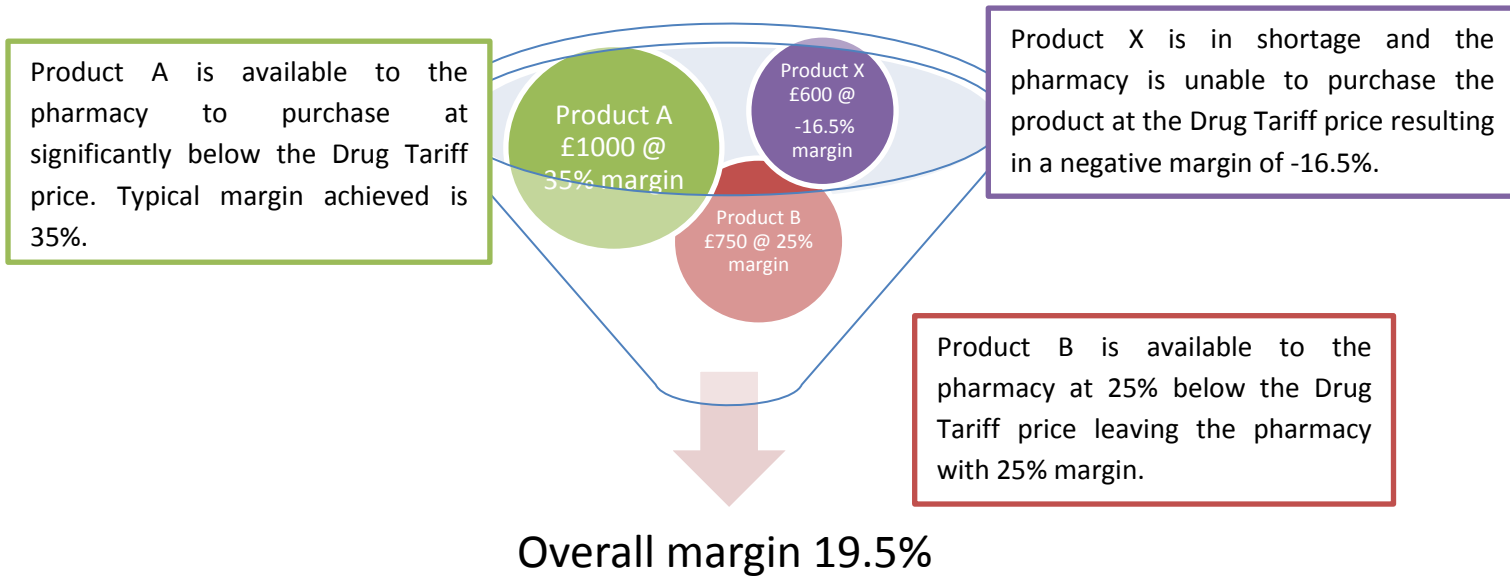 Product A is available to the
pharmacy to purchase at
significantly below the Drug Tariff
price. Typical margin achieved is
35%.
Product A
£1000 @
35% margin
Product X
£600 @
-16.5%
margin
Product B
£750 @ 25%
margin
Product X is in shortage and the
pharmacy is unable to purchase the
product at the Drug Tariff price resulting
in a negative margin of -16.5%.
Product B is available to the
pharmacy at 25% below the Drug
Tariff price leaving the pharmacy
with 25% margin.
Overall margin 19.5%